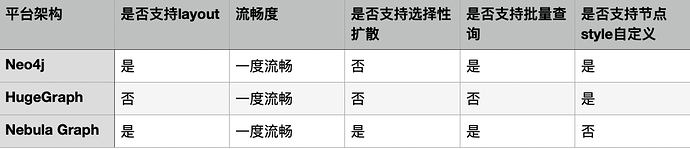 平台架构 是否支持layout 流畅度 是否支持选择性扩散 是否支持批量查询 是否支持节点style自定义
Neo4j 是 一度流畅 否 是 是
HugeGraph 否 一度流畅 否 否 是
Nebula Graph 是 一度流畅 是 是 否